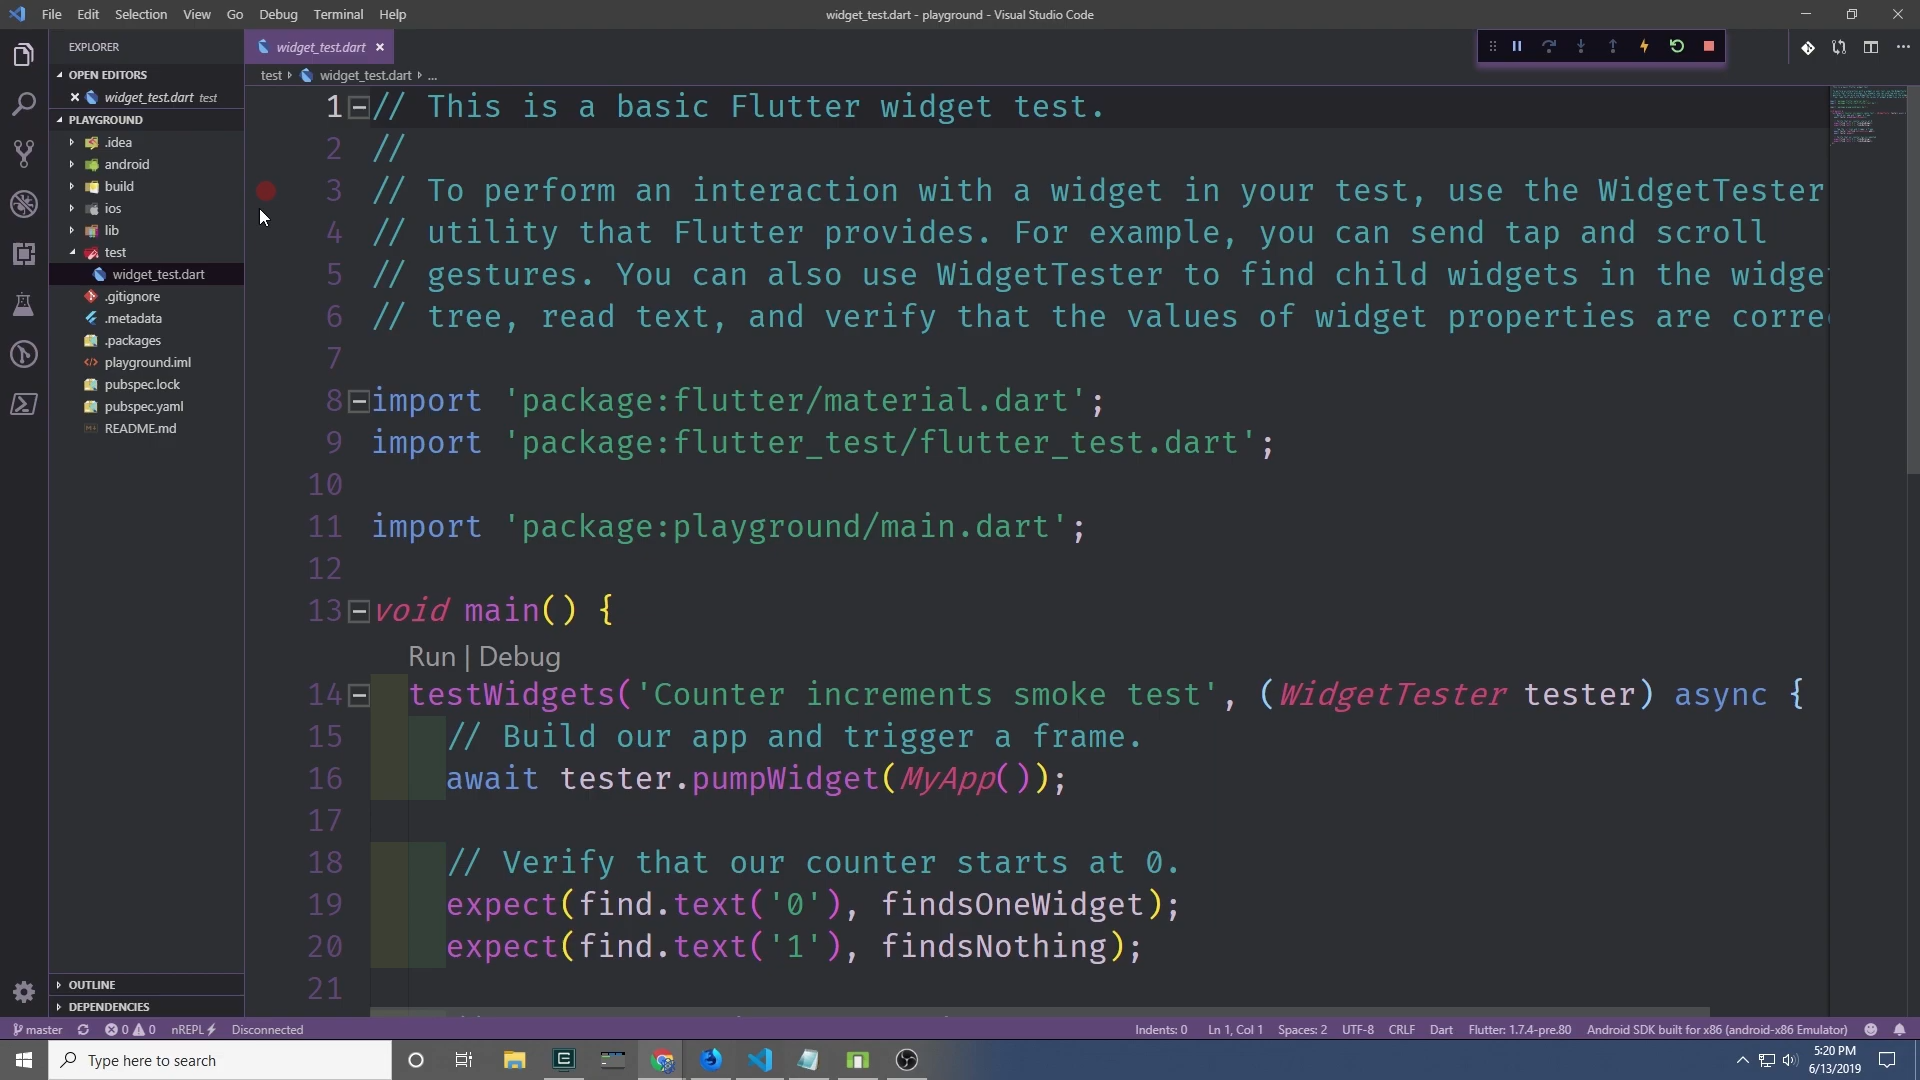 File Edit Selection View Go Debug Terminal Help
widget_test.dart - playground - Visual Studio Code
EXPLORER
OPEN EDITORS
widget_test.dart test
PLAYGROUND
.idea
android
build
ios
lib
test
widget_test.dart
.gitignore
.metadata
.packages
playground.iml
pubspec.lock
pubspec.yaml
README.md
OUTLINE
DEPENDENCIES
widget_test.dart
test widget_test.dart ...
1 // This is a basic Flutter widget test.
2 //
3 // To perform an interaction with a widget in your test, use the WidgetTester
4 // utility that Flutter provides. For example, you can send tap and scroll
5 // gestures. You can also use WidgetTester to find child widgets in the widge
6 // tree, read text, and verify that the values of widget properties are corre
7
8 import 'package:flutter/material.dart';
9 import 'package:flutter_test/flutter_test.dart';
10
11 import 'package:playground/main.dart';
12
13 void main() {
Run | Debug
14 testWidgets('Counter increments smoke test', (WidgetTester tester) async {
15 // Build our app and trigger a frame.
16 await tester.pumpWidget(MyApp());
17
18 // Verify that our counter starts at 0.
19 expect(find.text('0'), findsOneWidget);
20 expect(find.text('1'), findsNothing);
21
master 0 0 nREPL Disconnected
Indents: 0 Ln 1, Col 1 Spaces: 2 UTF-8 CRLF Dart Flutter: 1.7.4-pre.80 Android SDK built for x86 (android-x86 Emulator)
Type here to search
5:20 PM
6/13/2019